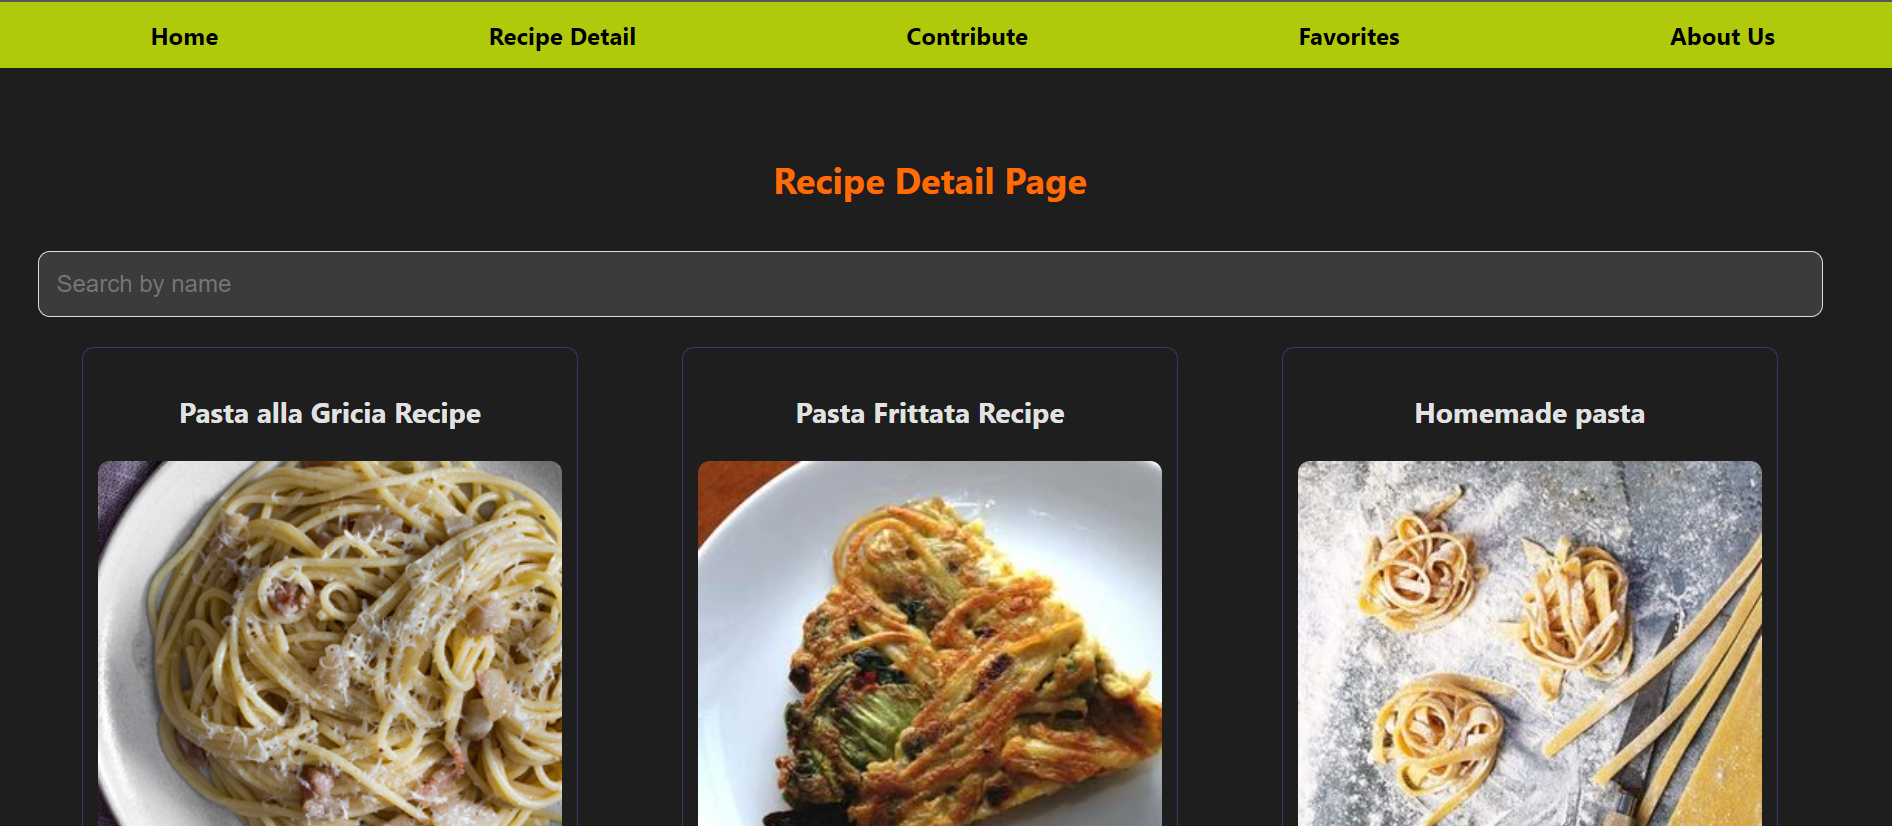 Home Recipe Detail Contribute Favorites About Us
Recipe Detail Page
Search by name
Pasta alla Gricia Recipe
Pasta Frittata Recipe
Homemade pasta